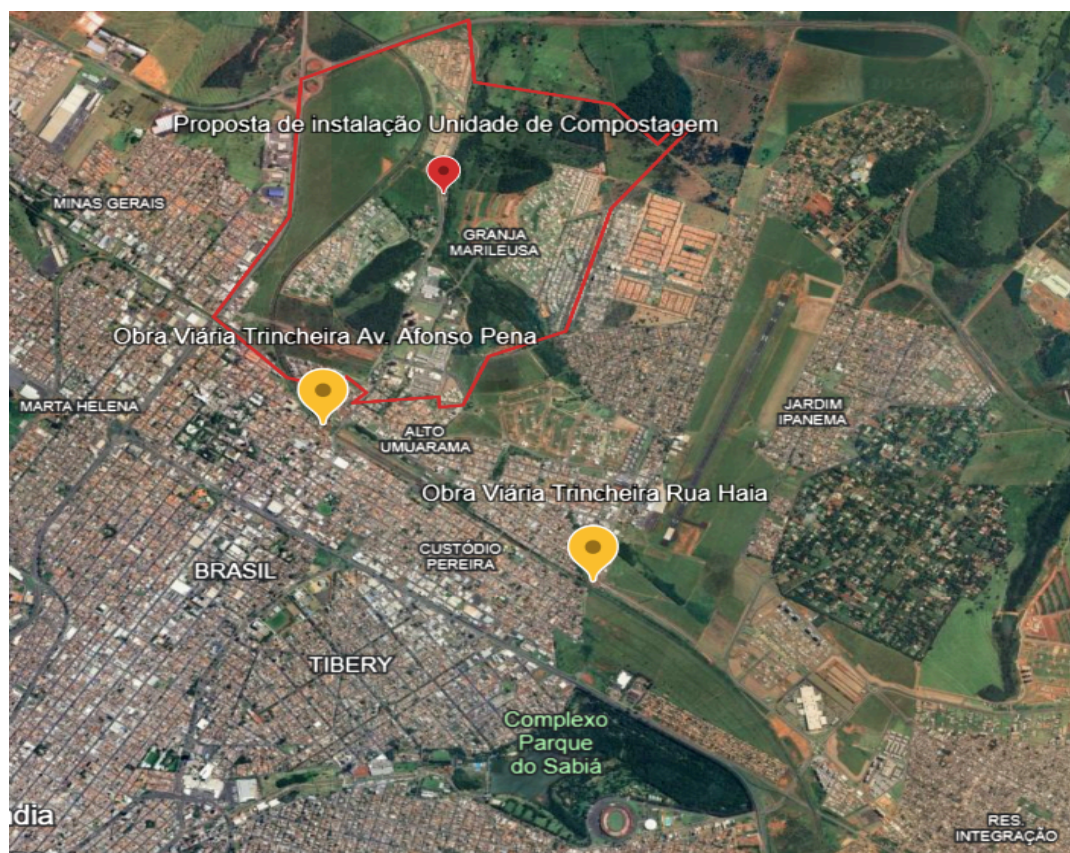 Proposta de instalação Unidade de Compostagem
MINAS GERAIS
GRANJA
MARILEUSA
Obra Viária Trincheira Av. Afonso Pena
MARTA HELENA
JARDIM
IPANEMA
ALTO
UMUARAMA
Obra Viária Trincheira Rua Haia
CUSTÓDIO
PEREIRA
BRASIL
TIBERY
Complexo
Parque
do Sabiá
dia
RES.
INTEGRAÇÃO